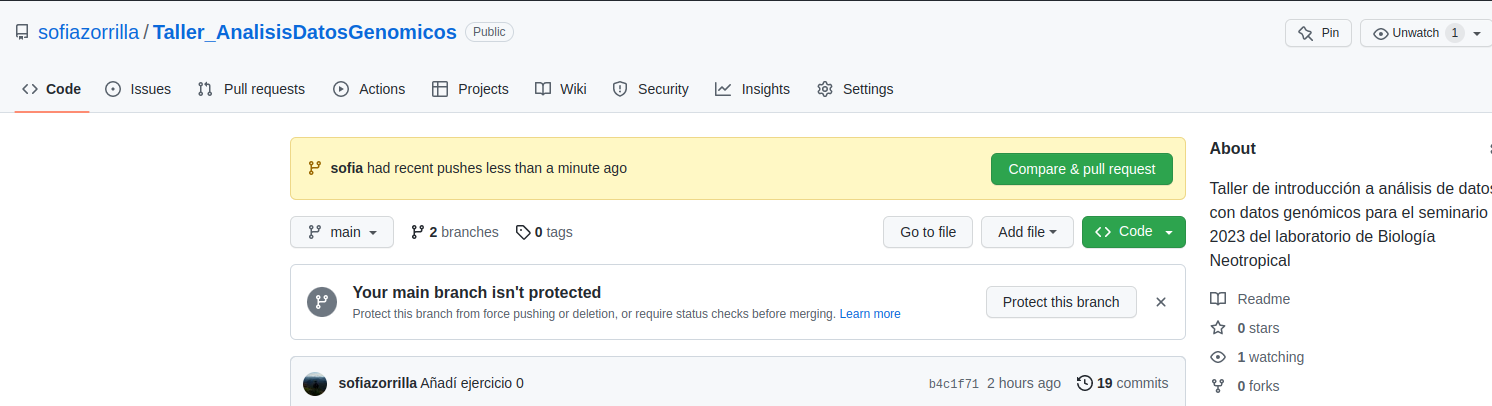 sofiazorrilla / Taller_AnalisisDatosGenomicos Public
Pin
Unwatch 1
Code Issues Pull requests Actions Projects Wiki Security Insights Settings
sofia had recent pushes less than a minute ago
Compare & pull request
main 2 branches 0 tags
Go to file Add file Code
Your main branch isn't protected
Protect this branch from force pushing or deletion, or require status checks before merging. Learn more
Protect this branch
sofiazorrilla Añadí ejercicio 0
b4c1f71 2 hours ago 19 commits
About
Taller de introducción a análisis de datos
con datos genómicos para el seminario
2023 del laboratorio de Biología
Neotropical
Readme
0 stars
1 watching
0 forks